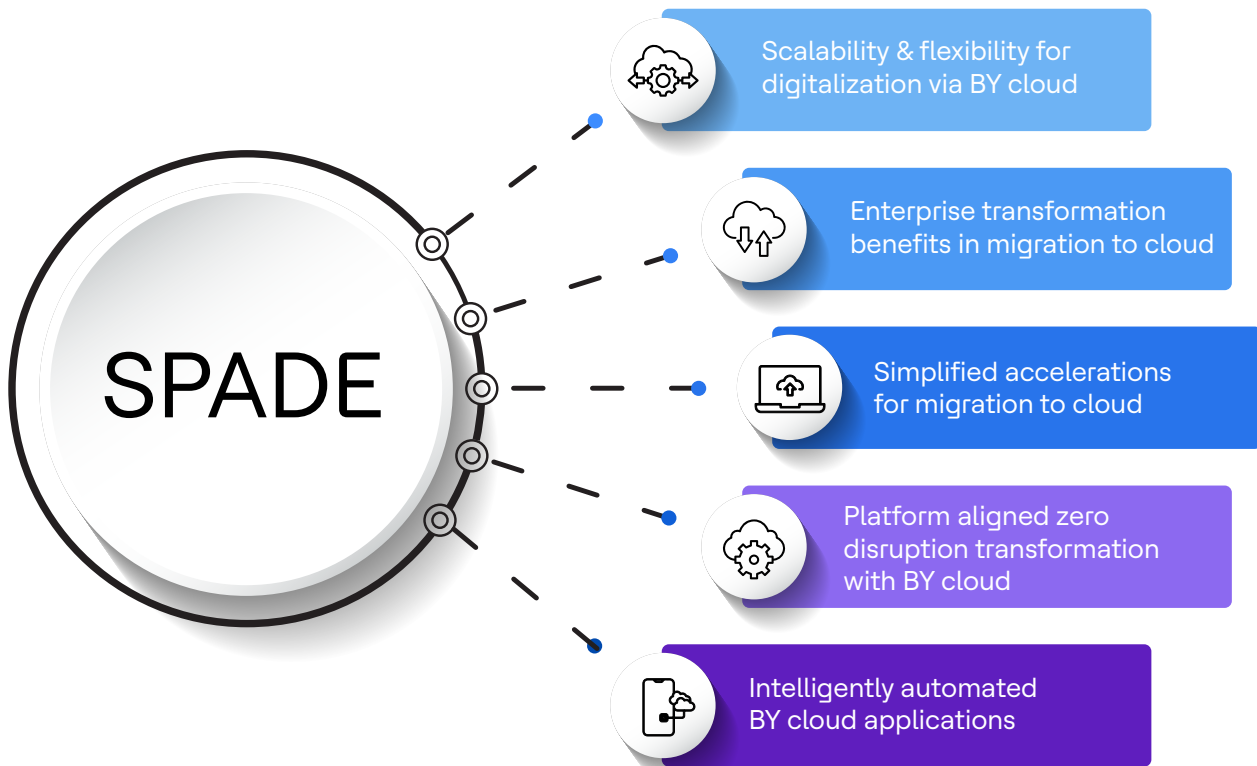 SPADE
Scalability & flexibility for
digitalization via BY cloud
Enterprise transformation
benefits in migration to cloud
Simplified accelerations
for migration to cloud
Platform aligned zero
disruption transformation
with BY cloud
Intelligently automated
BY cloud applications